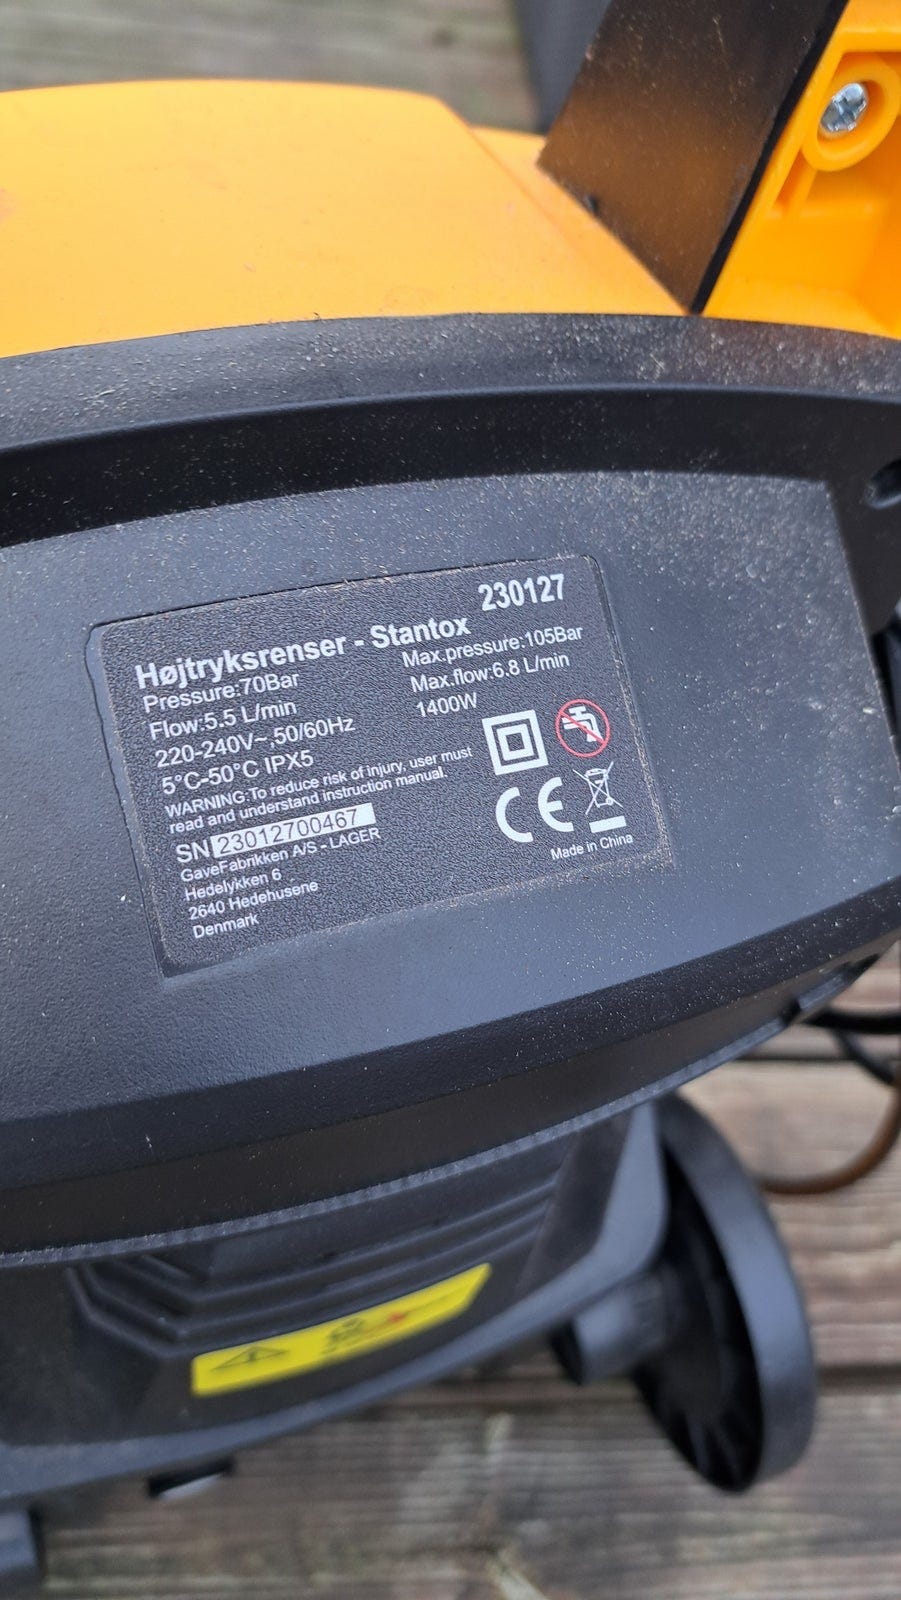 230127
Højtryksrenser - Stantox
Pressure:70Bar
Max.pressure:105Bar
Flow:5.5 L/min
Max.flow:6.8 L/min
220-240V~,50/60Hz
1400W
5°C-50°C IPX5
WARNING:To reduce risk of injury, user must
read and understand instruction manual.
SN 23012700467
GaveFabrikken A/S - LAGER
Hedelykken 6
2640 Hedehusene
Denmark
CE
Made in China